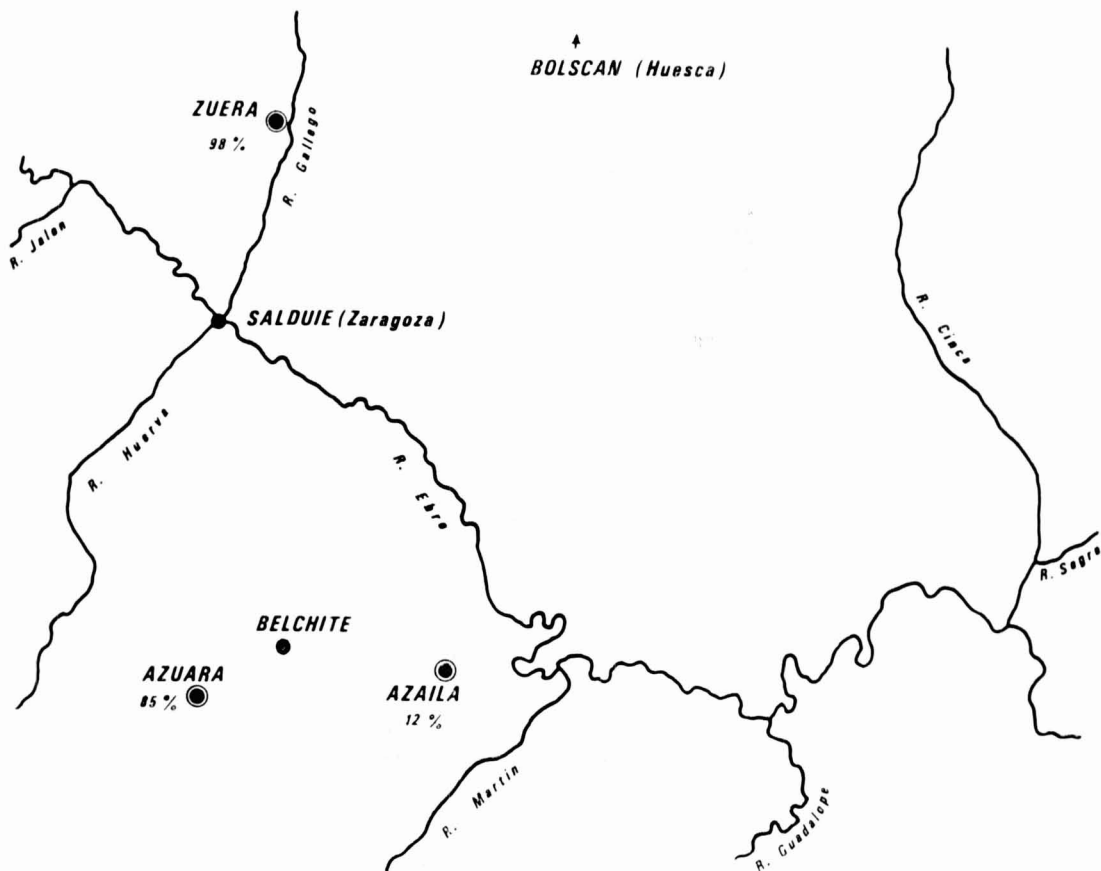 BOLSCAN (Huesca)
ZUERA
98 %
R. Gallego
R. Jalon
SALDUIE (Zaragoza)
R. Cinca
R. Huerva
R. Ebro
R. Segre
BELCHITE
AZUARA
85 %
AZAILA
12 %
R. Martin
R. Guadalope